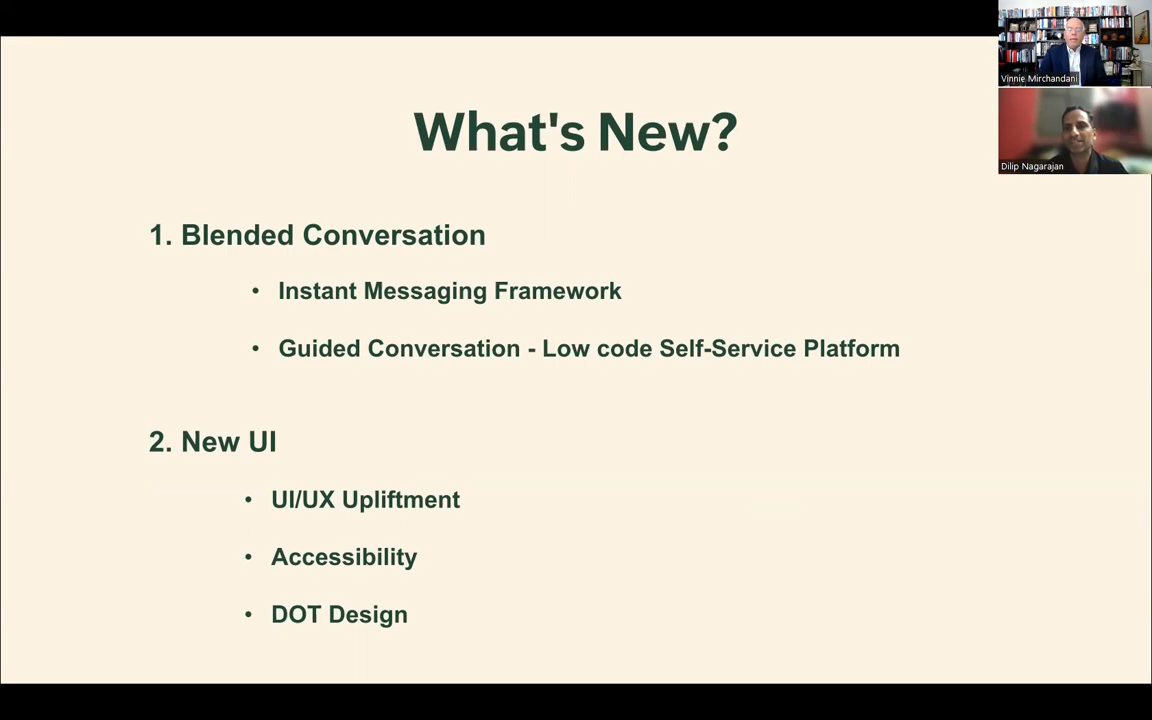 What's New?
1. Blended Conversation
• Instant Messaging Framework
• Guided Conversation - Low code Self-Service Platform
2. New UI
• UI/UX Upliftment
• Accessibility
• DOT Design
Vinnie Mirchandani
Dilip Nagarajan